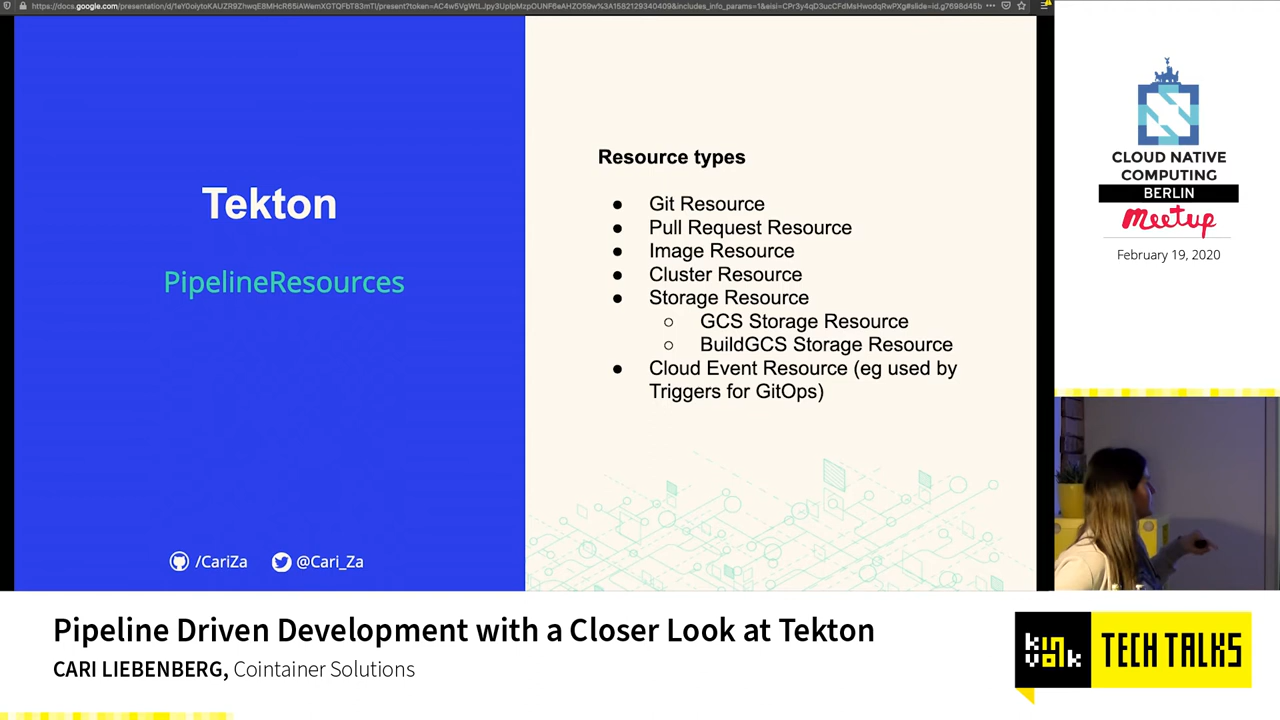 Tekton
PipelineResources
/CariZa
@Cari_Za
Resource types
● Git Resource
● Pull Request Resource
● Image Resource
● Cluster Resource
● Storage Resource
○ GCS Storage Resource
○ BuildGCS Storage Resource
● Cloud Event Resource (eg used by
Triggers for GitOps)
CLOUD NATIVE
COMPUTING
BERLIN
meetup
February 19, 2020
Pipeline Driven Development with a Closer Look at Tekton
CARI LIEBENBERG, Cointainer Solutions
kinvolk
TECH TALKS